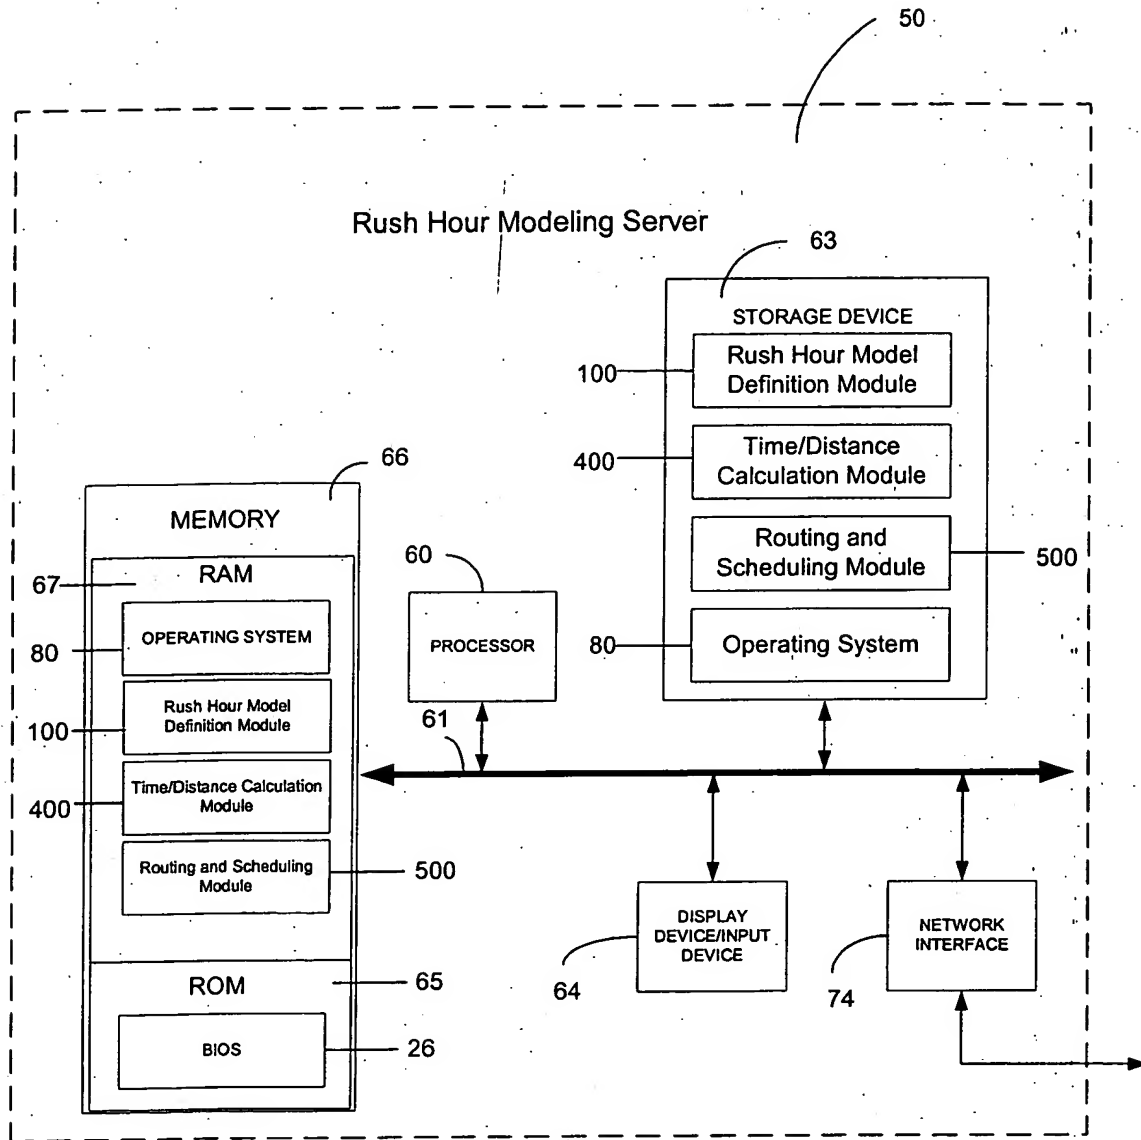 50
Rush Hour Modeling Server
63
STORAGE DEVICE
100
Rush Hour Model
Definition Module
400
Time/Distance
Calculation Module
Routing and
Scheduling Module
500
80
Operating System
66
MEMORY
67
RAM
80
OPERATING SYSTEM
100
Rush Hour Model
Definition Module
400
Time/Distance Calculation
Module
Routing and Scheduling
Module
500
ROM
65
BIOS
26
60
PROCESSOR
61
DISPLAY
DEVICE/INPUT
DEVICE
64
NETWORK
INTERFACE
74